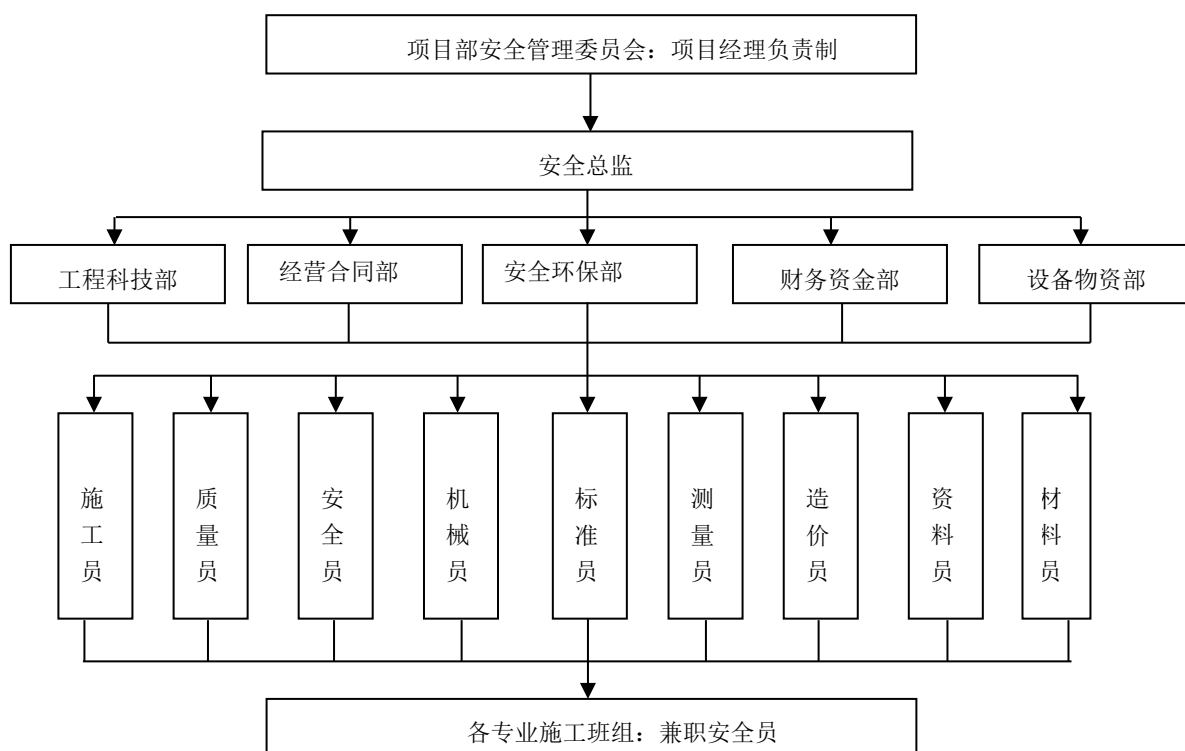 项目部安全管理委员会：项目经理负责制
安全总监
工程科技部
经营合同部
安全环保部
财务资金部
设备物资部
施工员
质量员
安全员
机械员
标准员
测量员
造价员
资料员
材料员
各专业施工班组：兼职安全员